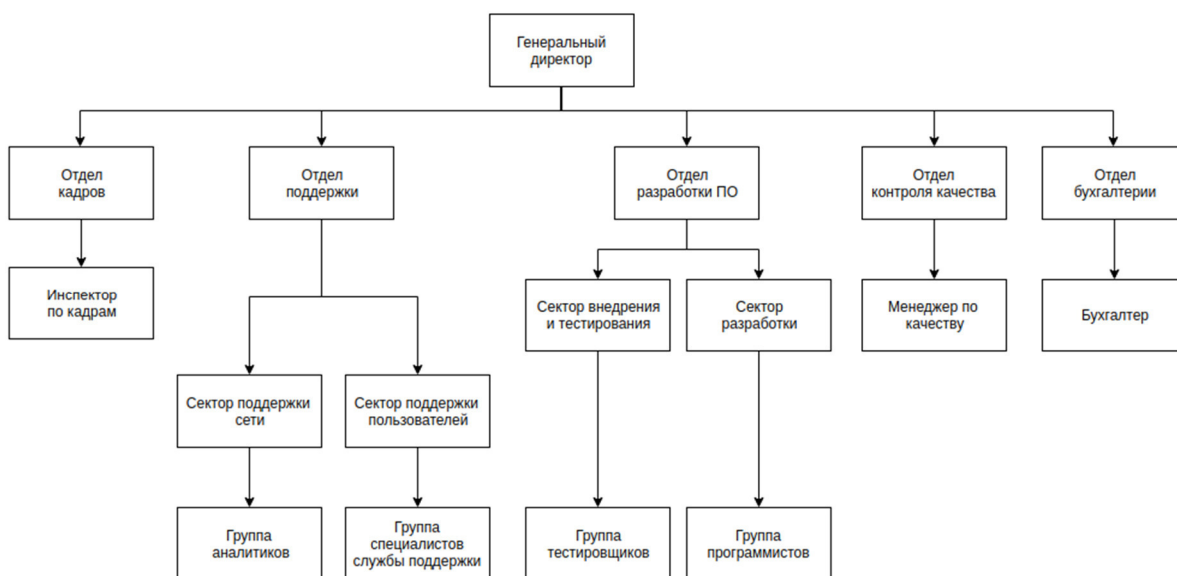 Генеральный
директор
Отдел
кадров
Отдел
поддержки
Отдел
разработки ПО
Отдел
контроля качества
Отдел
бухгалтерии
Инспектор
по кадрам
Сектор внедрения
и тестирования
Сектор
разработки
Менеджер по
качеству
Бухгалтер
Сектор поддержки
сети
Сектор поддержки
пользователей
Группа
аналитиков
Группа
специалистов
службы поддержки
Группа
тестировщиков
Группа
программистов